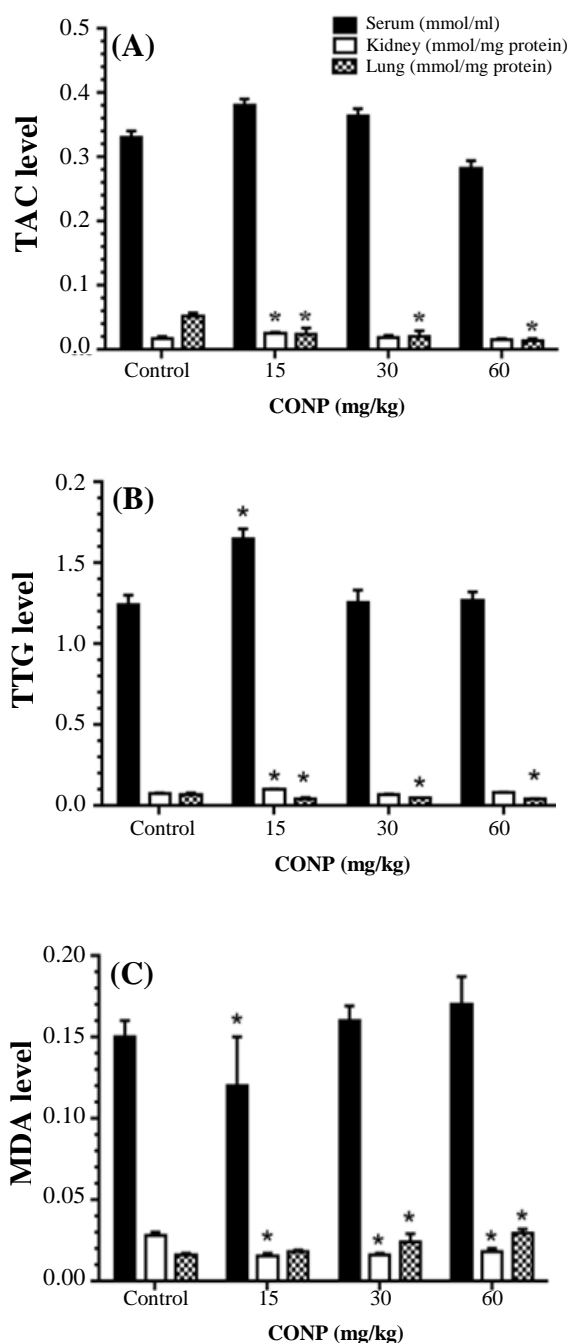 (A)
Serum (mmol/ml)
Kidney (mmol/mg protein)
Lung (mmol/mg protein)
TAC level
0.5
0.4
0.3
0.2
0.1
0.0
* * * *
Control 15 30 60
CONP (mg/kg)
(B)
TTG level
0.2
1.5
1.0
0.5
0.0
*
* * * *
Control 15 30 60
CONP (mg/kg)
(C)
MDA level
0.20
0.15
0.10
0.05
0.00
*
* * * * *
Control 15 30 60
CONP (mg/kg)